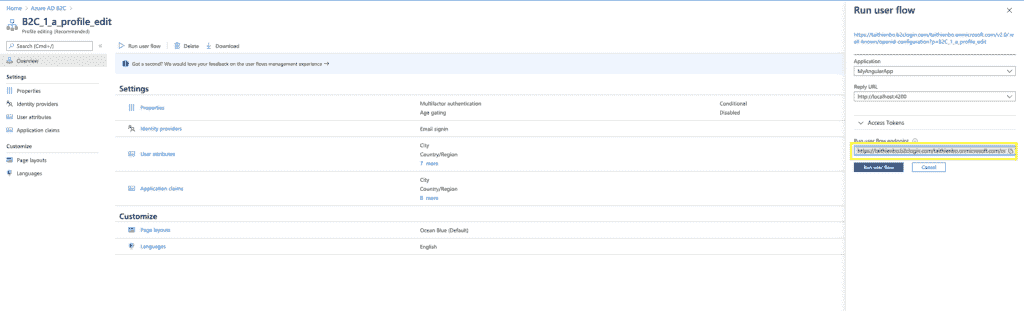 Home > Azure AD B2C >
B2C_1_a_profile_edit
Profile editing (Recommended)
Search (Cmd+/)
Overview
Settings
Properties
Identity providers
User attributes
Application claims
Customize
Page layouts
Languages
Run user flow
Delete
Download
Got a second? We would love your feedback on the user flows management experience →
Settings
Properties
Multifactor authentication
Conditional
Age gating
Disabled
Identity providers
Email signin
User attributes
City
Country/Region
7 more
Application claims
City
Country/Region
8 more
Customize
Page layouts
Ocean Blue (Default)
Languages
English
Run user flow
https://taithienbo.b2clogin.com/taithienbo.onmicrosoft.com/v2.0/.
well-known/openid-configuration?p=B2C_1_a_profile_edit
Application
MyAngularApp
Reply URL
http://localhost:4200
Access Tokens
Run user flow endpoint
https://taithienbo.b2clogin.com/taithienbo.onmicrosoft.com/o
Run user flow
Cancel